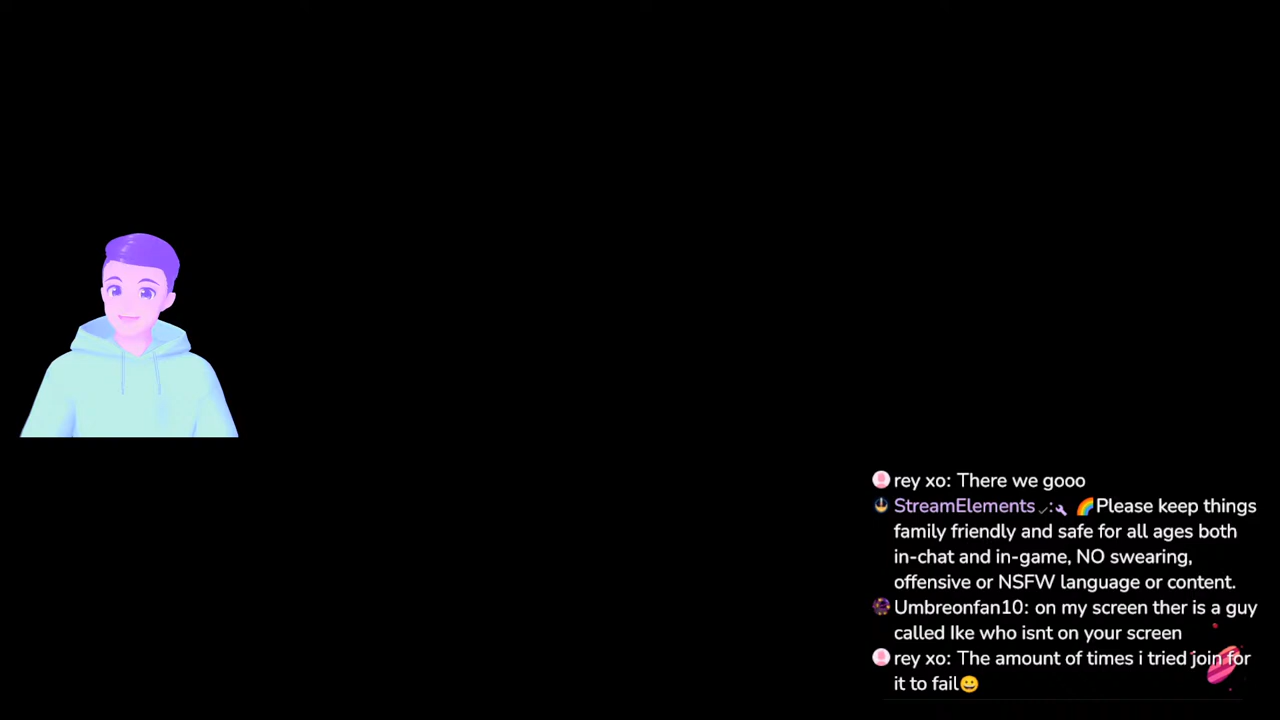 rey xo: There we gooo
StreamElements ✓:🔧 🌈Please keep things
family friendly and safe for all ages both
in-chat and in-game, NO swearing,
offensive or NSFW language or content.
Umbreonfan10: on my screen ther is a guy
called Ike who isnt on your screen
rey xo: The amount of times i tried join for
it to fail😀